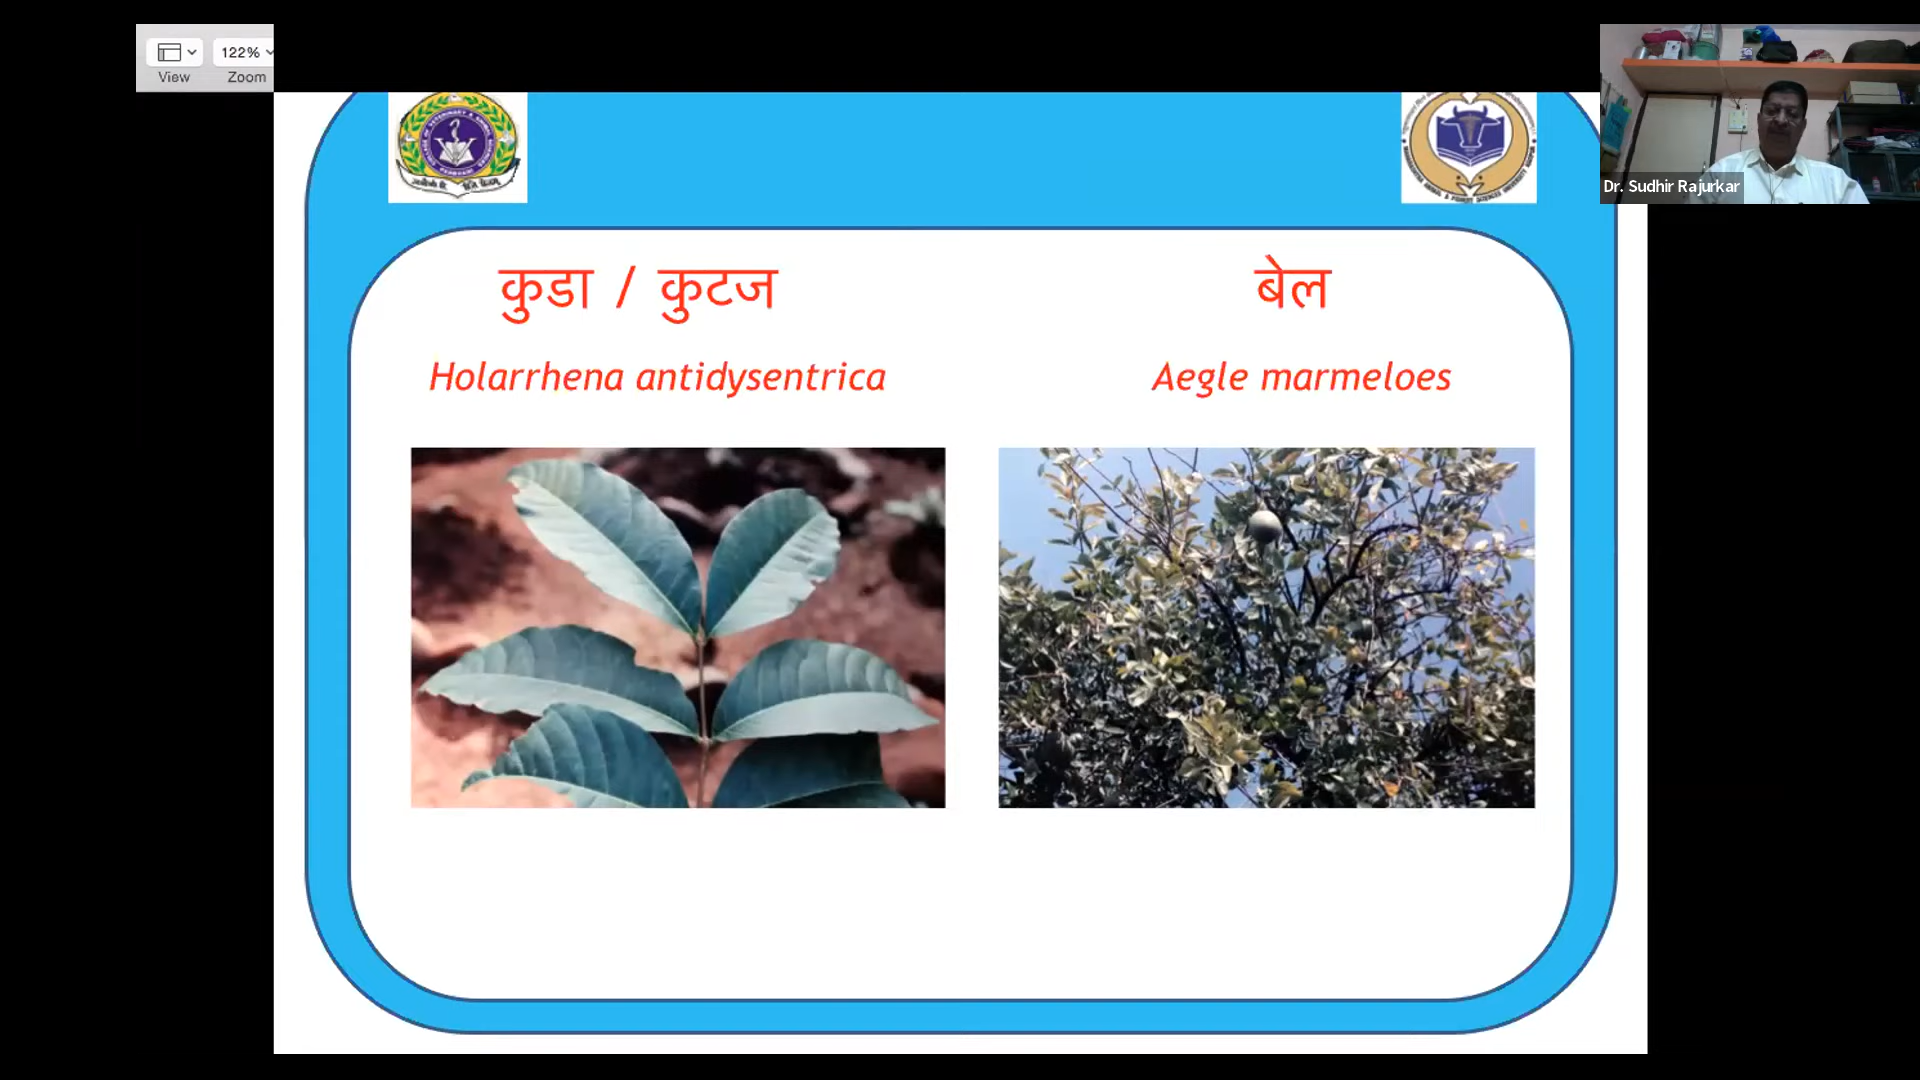 View
122%
Zoom
Dr. Sudhir Rajurkar
कुडा / कुटज
बेल
Holarrhena antidysentrica
Aegle marmeloes